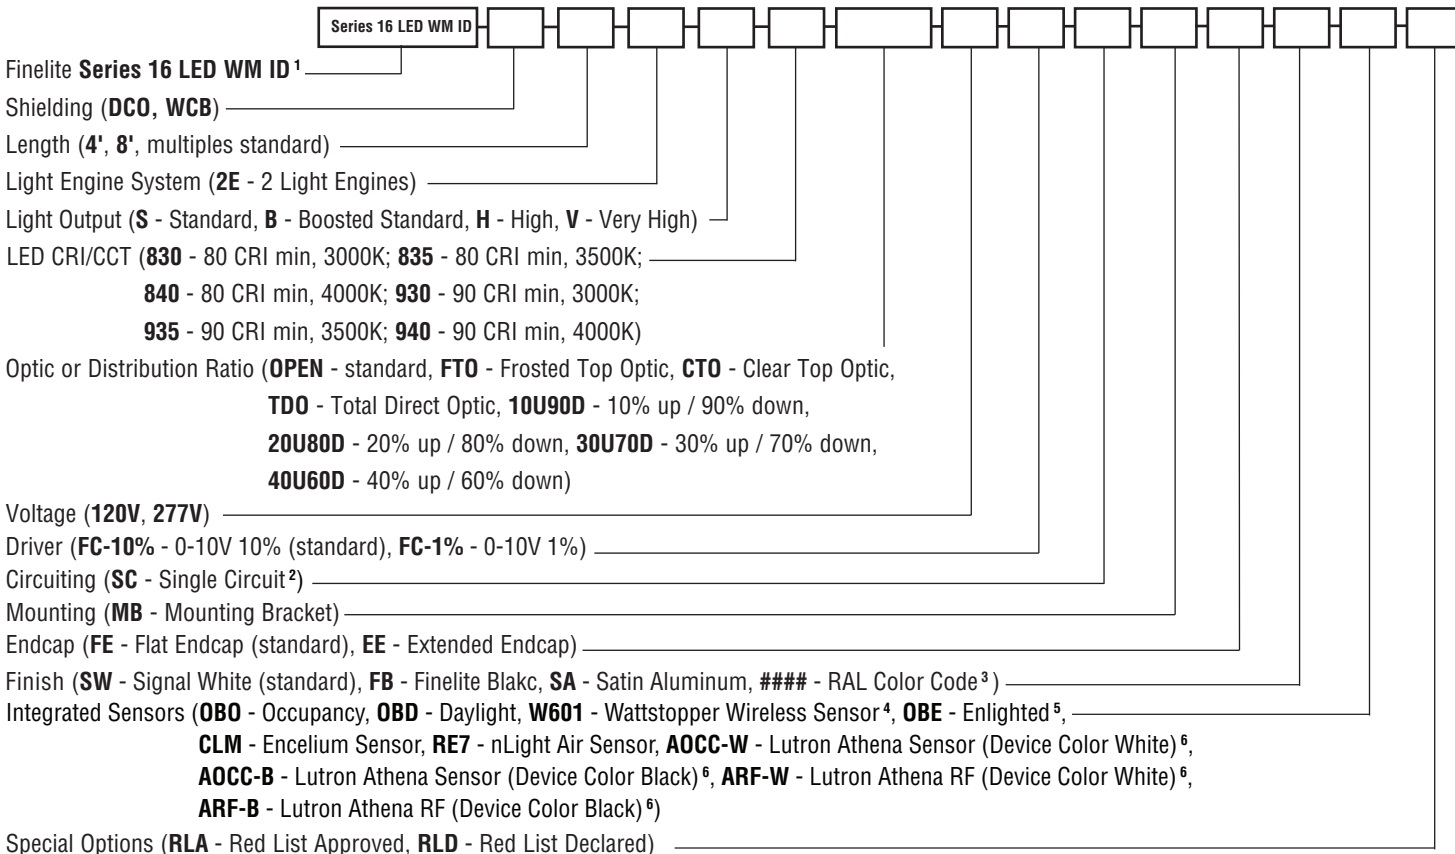 Series 16 LED WM ID
Finelite Series 16 LED WM ID ¹
Shielding (DCO, WCB)
Length (4', 8', multiples standard)
Light Engine System (2E - 2 Light Engines)
Light Output (S - Standard, B - Boosted Standard, H - High, V - Very High)
LED CRI/CCT (830 - 80 CRI min, 3000K; 835 - 80 CRI min, 3500K;
840 - 80 CRI min, 4000K; 930 - 90 CRI min, 3000K;
935 - 90 CRI min, 3500K; 940 - 90 CRI min, 4000K)
Optic or Distribution Ratio (OPEN - standard, FTO - Frosted Top Optic, CTO - Clear Top Optic,
TDO - Total Direct Optic, 10U90D - 10% up / 90% down,
20U80D - 20% up / 80% down, 30U70D - 30% up / 70% down,
40U60D - 40% up / 60% down)
Voltage (120V, 277V)
Driver (FC-10% - 0-10V 10% (standard), FC-1% - 0-10V 1%)
Circuiting (SC - Single Circuit ²)
Mounting (MB - Mounting Bracket)
Endcap (FE - Flat Endcap (standard), EE - Extended Endcap)
Finish (SW - Signal White (standard), FB - Finelite Blakc, SA - Satin Aluminum, #### - RAL Color Code ³ )
Integrated Sensors (OBO - Occupancy, OBD - Daylight, W601 - Wattstopper Wireless Sensor ⁴, OBE - Enlighted ⁵,
CLM - Encelium Sensor, RE7 - nLight Air Sensor, AOCC-W - Lutron Athena Sensor (Device Color White) ⁶,
AOCC-B - Lutron Athena Sensor (Device Color Black) ⁶, ARF-W - Lutron Athena RF (Device Color White) ⁶,
ARF-B - Lutron Athena RF (Device Color Black) ⁶)
Special Options (RLA - Red List Approved, RLD - Red List Declared)